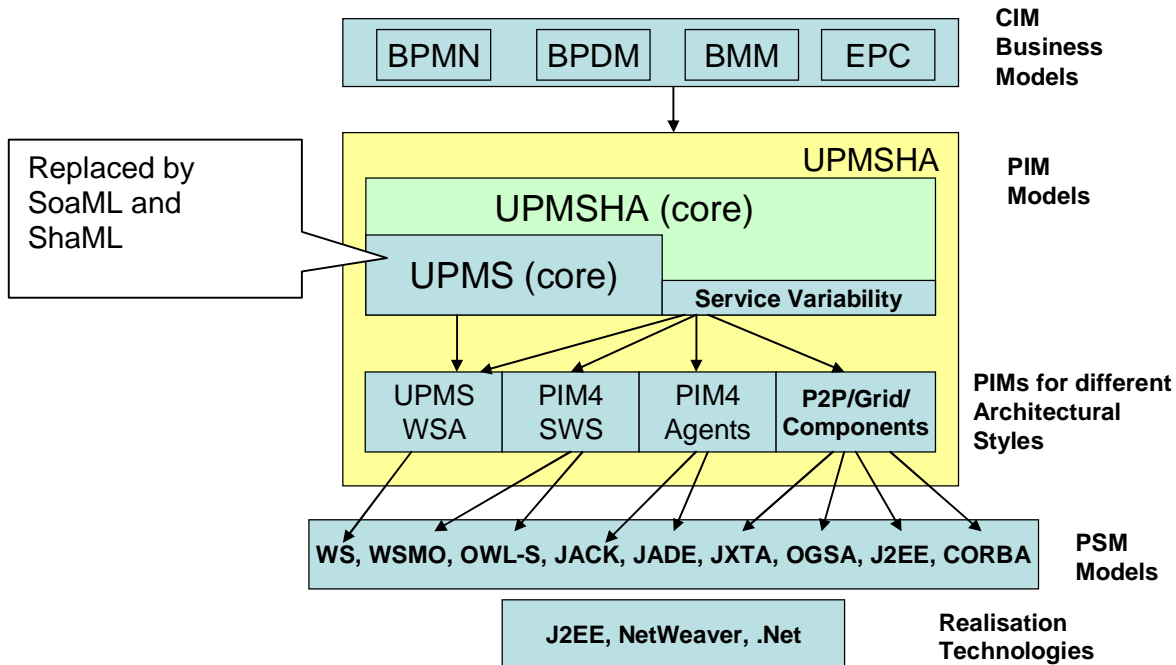 CIM
Business
Models
BPMN BPDM BMM EPC
Replaced by
SoaML and
ShaML
UPMSHA
PIM
Models
UPMSHA (core)
UPMS (core)
Service Variability
UPMS
WSA
PIM4
SWS
PIM4
Agents
P2P/Grid/
Components
PIMs for different
Architectural
Styles
WS, WSMO, OWL-S, JACK, JADE, JXTA, OGSA, J2EE, CORBA
PSM
Models
J2EE, NetWeaver, .Net
Realisation
Technologies